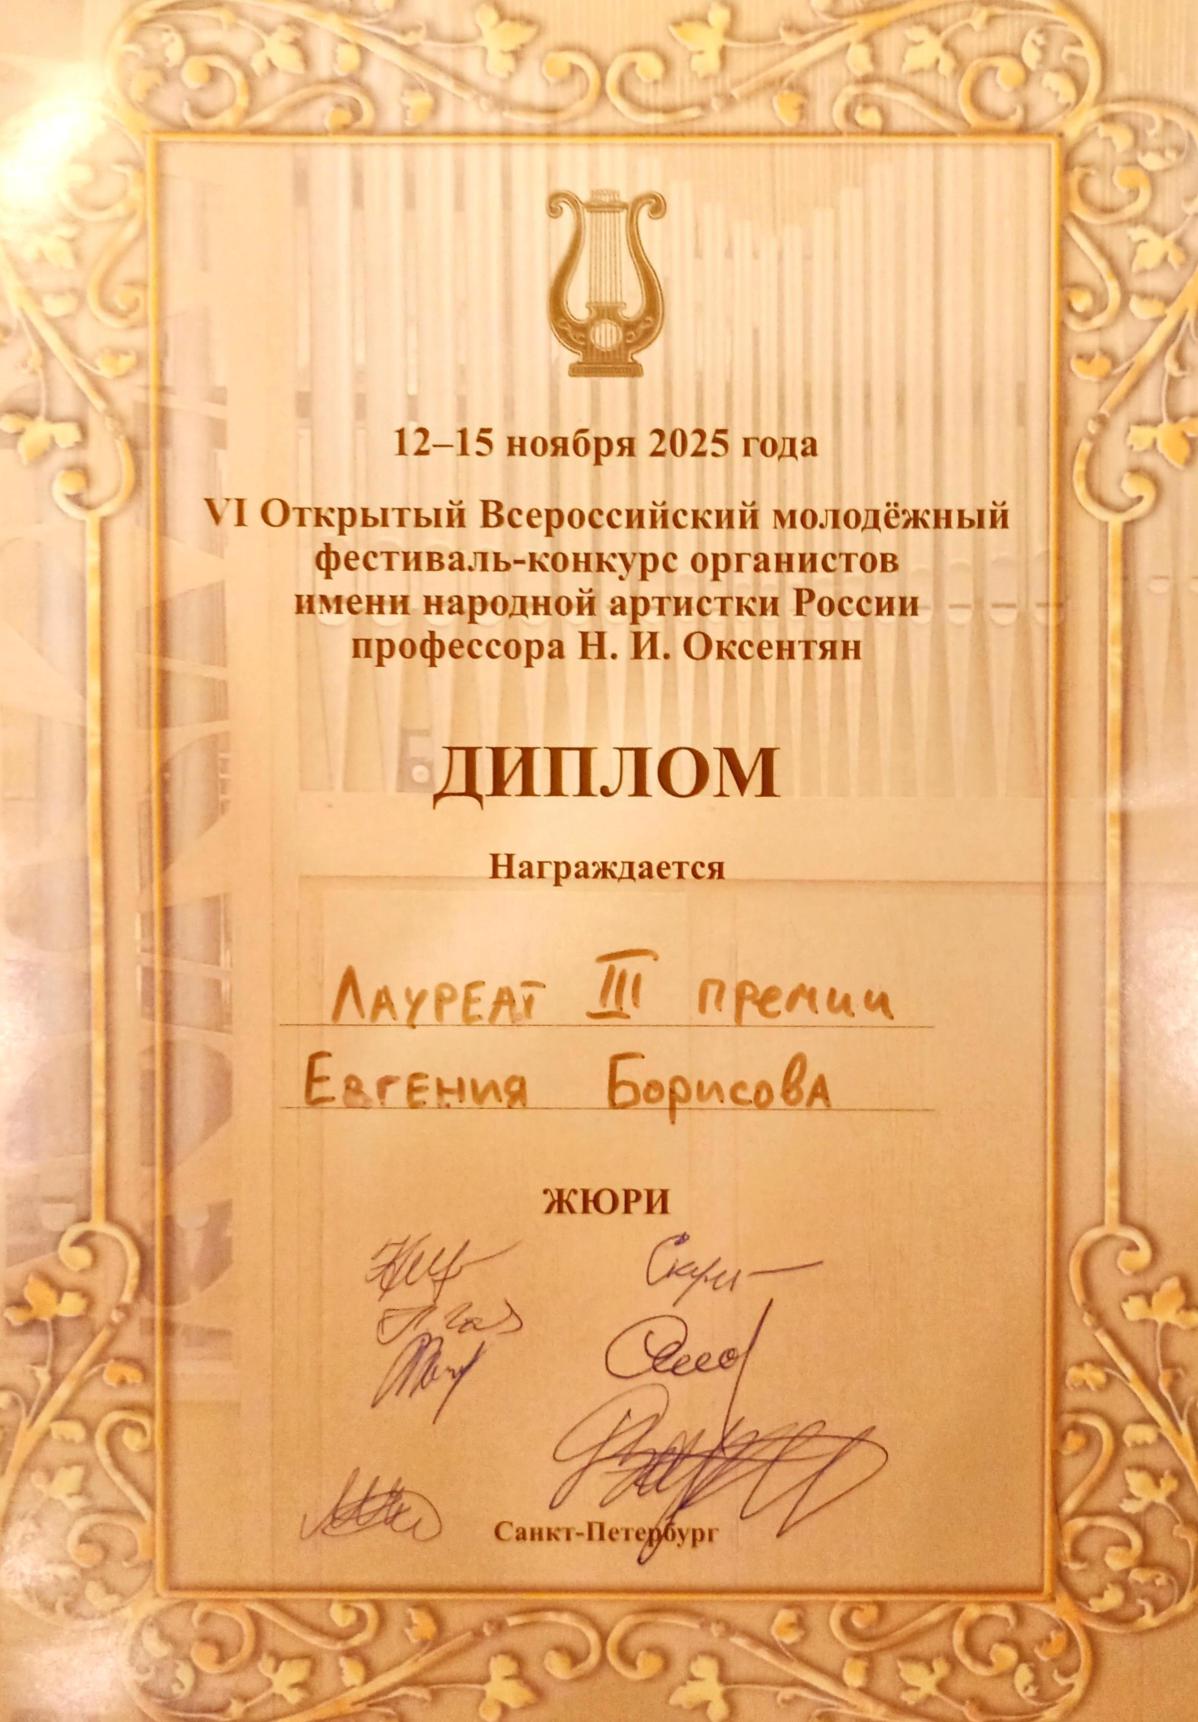 12–15 ноября 2025 года
VI Открытый Всероссийский молодёжный
фестиваль-конкурс органистов
имени народной артистки России
профессора Н. И. Оксентян
ДИПЛОМ
Награждается
Лауреат III премии
Евгения Борисова
ЖЮРИ
Санкт-Петербург